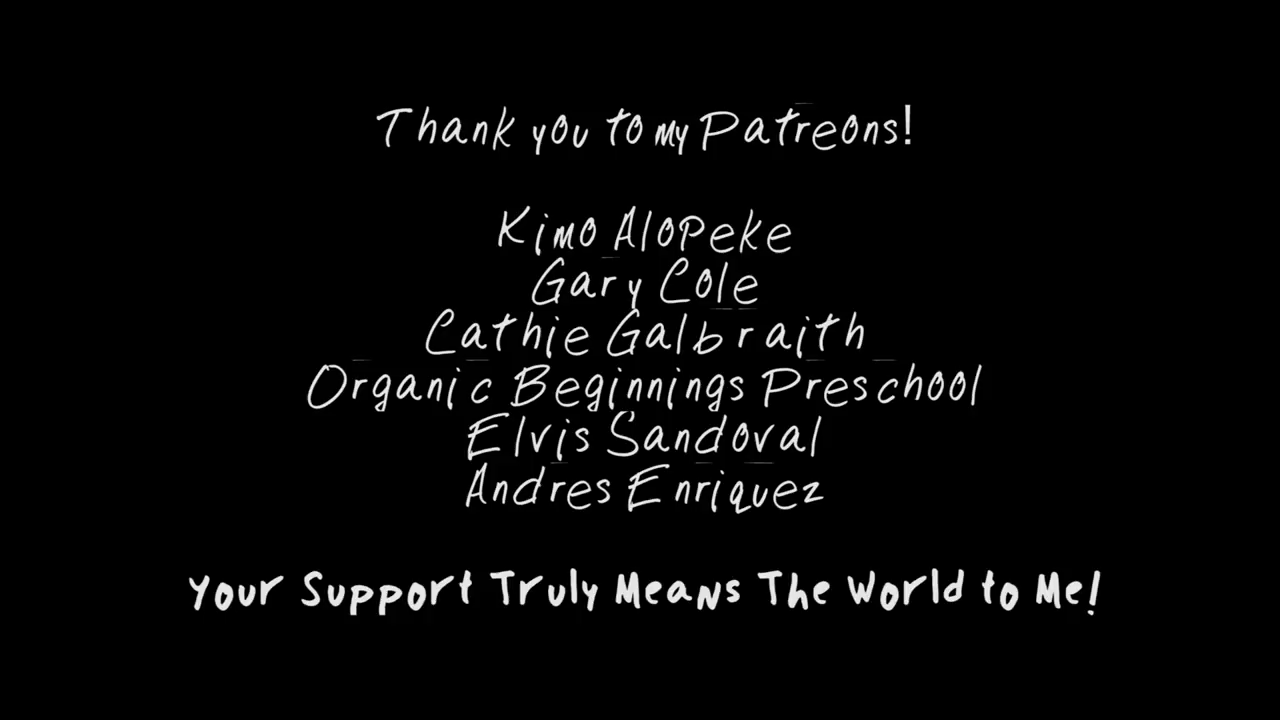 Thank you to my Patreons!
Kimo Alopeke
Gary Cole
Cathie Galbraith
Organic Beginnings Preschool
Elvis Sandoval
Andres Enriquez
Your Support Truly Means The World to Me!